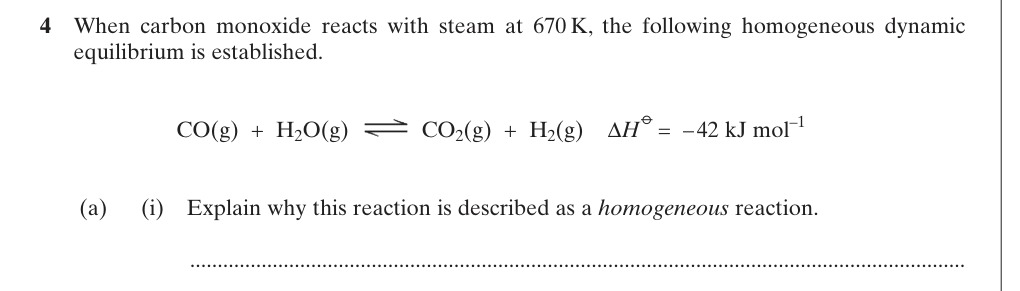 4 When carbon monoxide reacts with steam at 670 K, the following homogeneous dynamic
equilibrium is established.
CO(g) + H₂O(g) ⇌ CO₂(g) + H₂(g) ΔH⦵ = −42 kJ mol⁻¹
(a) (i) Explain why this reaction is described as a homogeneous reaction.
................................................................................